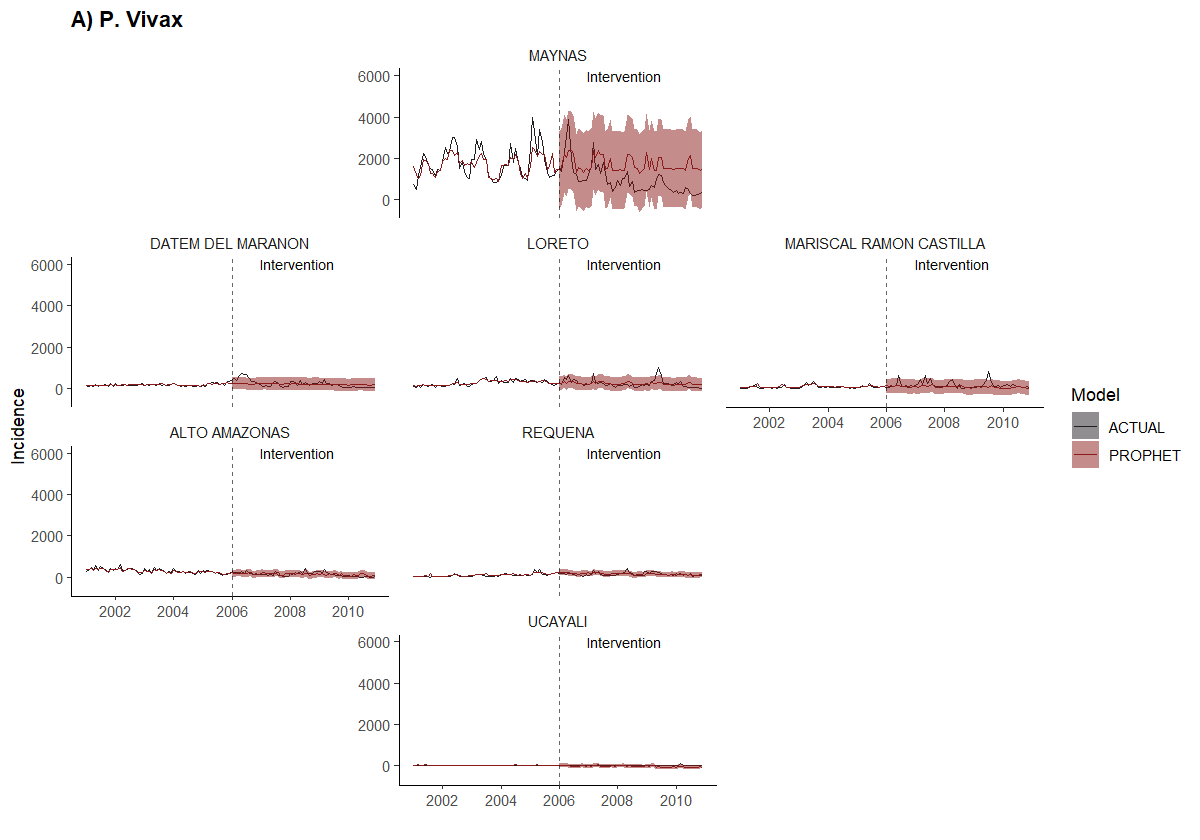 A) P. Vivax
MAYNAS
6000
Intervention
4000
2000
0
DATEM DEL MARANON
LORETO
MARISCAL RAMON CASTILLA
6000
Intervention
Intervention
Intervention
4000
2000
0
2002 2004 2006 2008 2010
Incidence
Model
ACTUAL
PROPHET
ALTO AMAZONAS
REQUENA
6000
Intervention
Intervention
4000
2000
0
2002 2004 2006 2008 2010
UCAYALI
6000
Intervention
4000
2000
0
2002 2004 2006 2008 2010